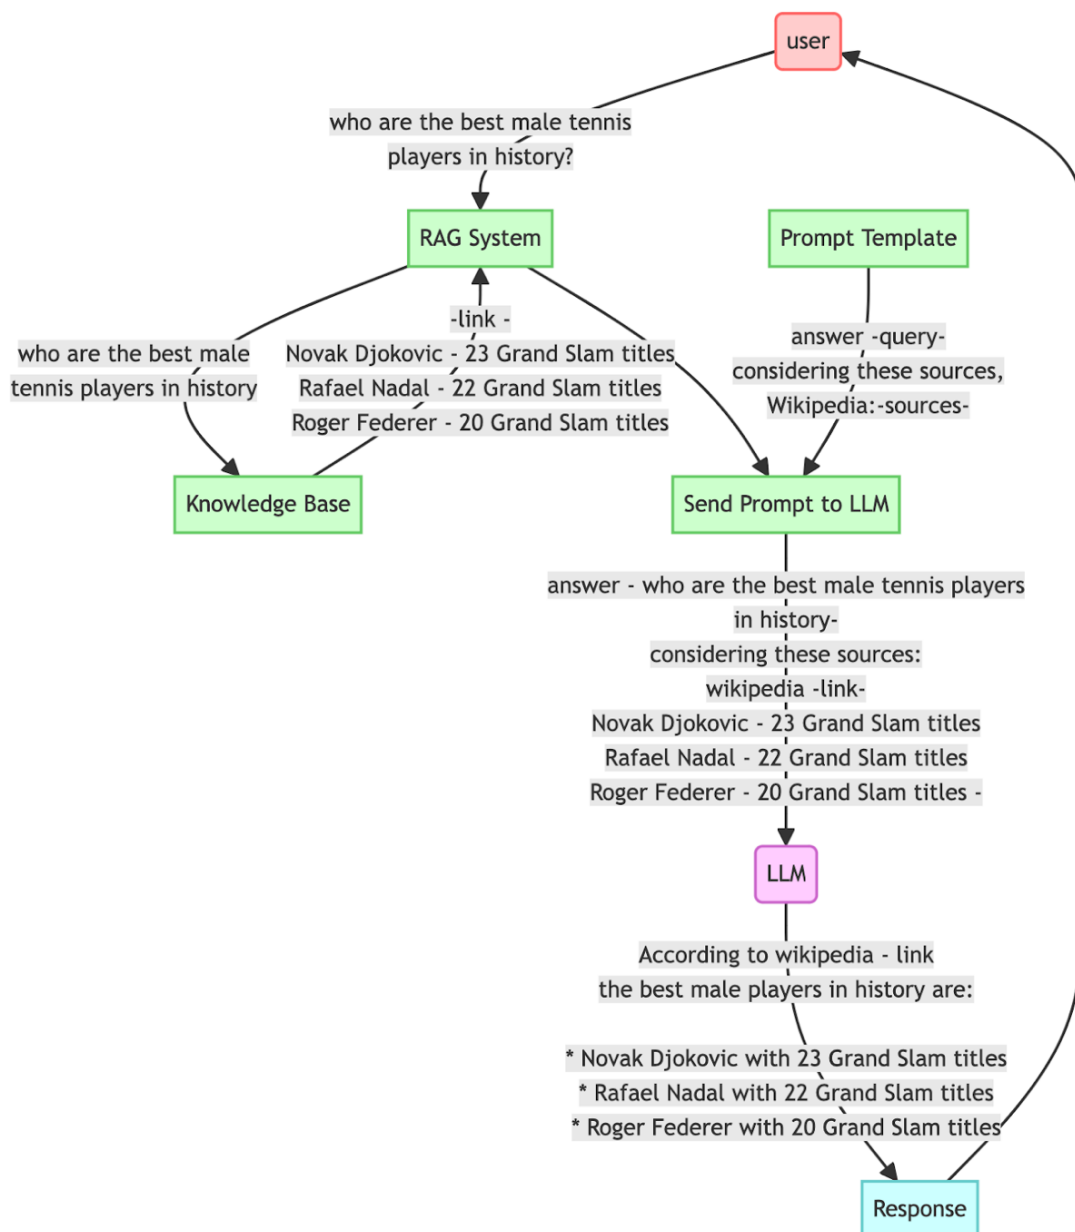 user
who are the best male tennis
players in history?
RAG System
Prompt Template
-link -
Novak Djokovic - 23 Grand Slam titles
Rafael Nadal - 22 Grand Slam titles
Roger Federer - 20 Grand Slam titles
who are the best male
tennis players in history
answer -query-
considering these sources,
Wikipedia:-sources-
Knowledge Base
Send Prompt to LLM
answer - who are the best male tennis players
in history-
considering these sources:
wikipedia -link-
Novak Djokovic - 23 Grand Slam titles
Rafael Nadal - 22 Grand Slam titles
Roger Federer - 20 Grand Slam titles -
LLM
According to wikipedia - link
the best male players in history are:
* Novak Djokovic with 23 Grand Slam titles
* Rafael Nadal with 22 Grand Slam titles
* Roger Federer with 20 Grand Slam titles
Response